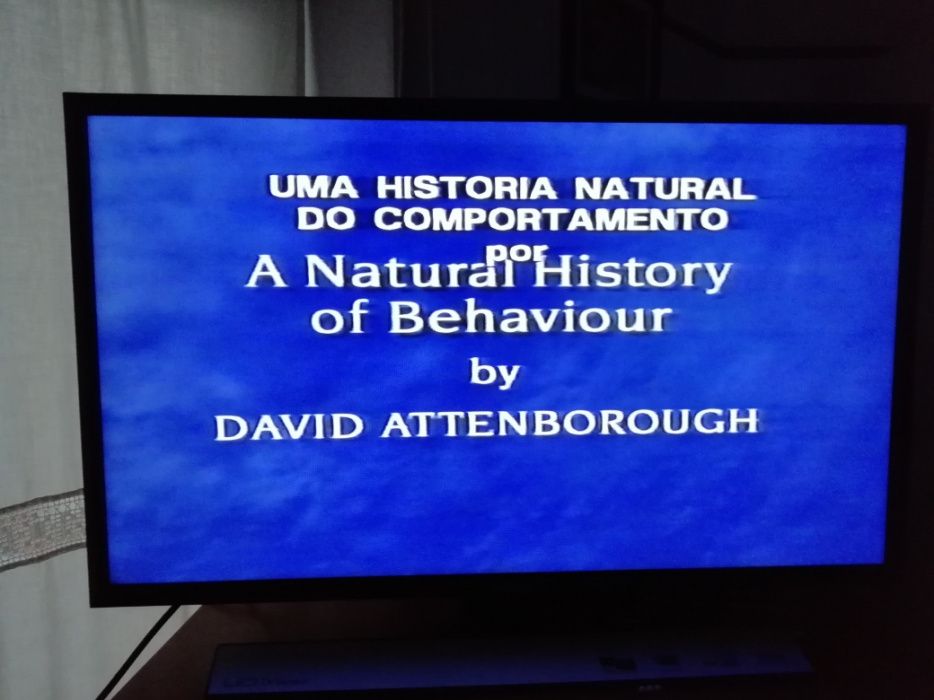 UMA HISTORIA NATURAL
DO COMPORTAMENTO
por
A Natural History
of Behaviour
by
DAVID ATTENBOROUGH